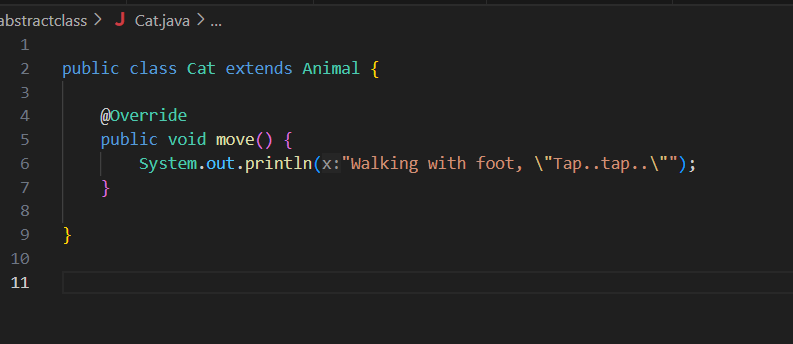 abstractclass > J Cat.java > ...
1
2 public class Cat extends Animal {
3
4 @Override
5 public void move() {
6 System.out.println(x:"Walking with foot, \"Tap..tap..\"");
7 }
8
9 }
10
11